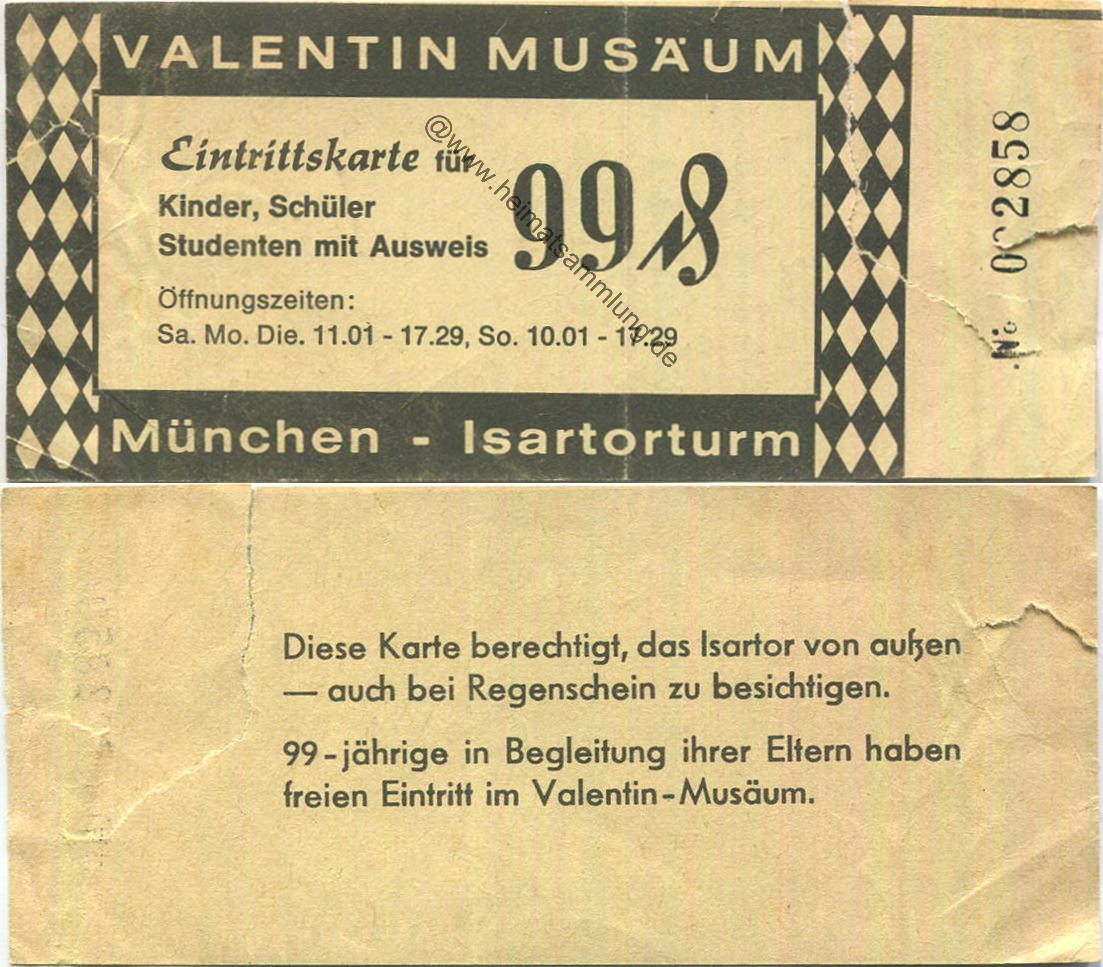 VALENTIN MUSÄUM
Eintrittskarte für
Kinder, Schüler
Studenten mit Ausweis
99 ₰
Öffnungszeiten:
Sa. Mo. Die. 11.01 - 17.29, So. 10.01 - 17.29
München - Isartorturm
№ 002858
@www.heimatsammlung.de
Diese Karte berechtigt, das Isartor von außen
— auch bei Regenschein zu besichtigen.
99-jährige in Begleitung ihrer Eltern haben
freien Eintritt im Valentin-Musäum.